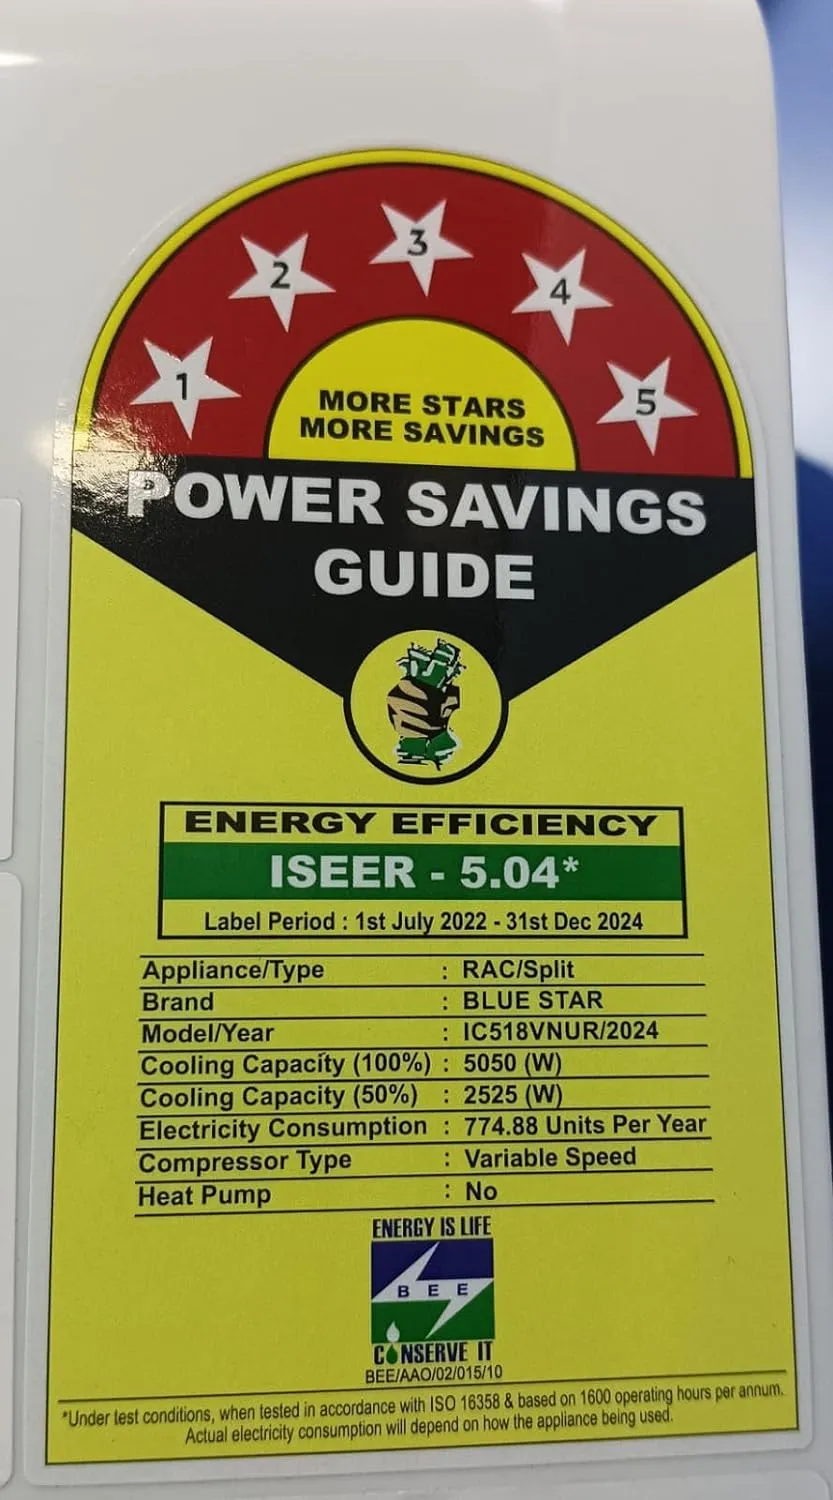 1 2 3 4 5
MORE STARS
MORE SAVINGS
POWER SAVINGS
GUIDE
ENERGY EFFICIENCY
ISEER - 5.04*
Label Period : 1st July 2022 - 31st Dec 2024
Appliance/Type : RAC/Split
Brand : BLUE STAR
Model/Year : IC518VNUR/2024
Cooling Capacity (100%) : 5050 (W)
Cooling Capacity (50%) : 2525 (W)
Electricity Consumption : 774.88 Units Per Year
Compressor Type : Variable Speed
Heat Pump : No
ENERGY IS LIFE
BEE
CONSERVE IT
BEE/AAO/02/015/10
*Under test conditions, when tested in accordance with ISO 16358 & based on 1600 operating hours per annum.
Actual electricity consumption will depend on how the appliance being used.